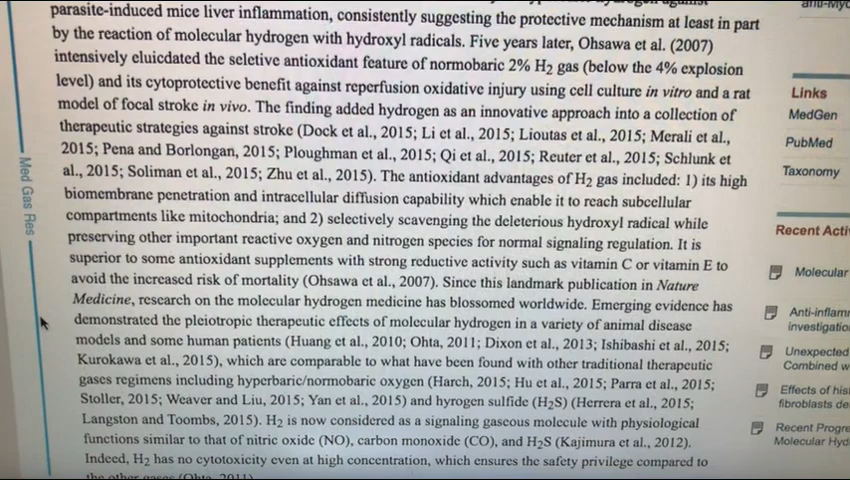 parasite-induced mice liver inflammation, consistently suggesting the protective mechanism at least in part
by the reaction of molecular hydrogen with hydroxyl radicals. Five years later, Ohsawa et al. (2007)
intensively eluicdated the seletive antioxidant feature of normobaric 2% H₂ gas (below the 4% explosion
level) and its cytoprotective benefit against reperfusion oxidative injury using cell culture in vitro and a rat
model of focal stroke in vivo. The finding added hydrogen as an innovative approach into a collection of
therapeutic strategies against stroke (Dock et al., 2015; Li et al., 2015; Lioutas et al., 2015; Merali et al.,
2015; Pena and Borlongan, 2015; Ploughman et al., 2015; Qi et al., 2015; Reuter et al., 2015; Schlunk et
al., 2015; Soliman et al., 2015; Zhu et al., 2015). The antioxidant advantages of H₂ gas included: 1) its high
biomembrane penetration and intracellular diffusion capability which enable it to reach subcellular
compartments like mitochondria; and 2) selectively scavenging the deleterious hydroxyl radical while
preserving other important reactive oxygen and nitrogen species for normal signaling regulation. It is
superior to some antioxidant supplements with strong reductive activity such as vitamin C or vitamin E to
avoid the increased risk of mortality (Ohsawa et al., 2007). Since this landmark publication in Nature
Medicine, research on the molecular hydrogen medicine has blossomed worldwide. Emerging evidence has
demonstrated the pleiotropic therapeutic effects of molecular hydrogen in a variety of animal disease
models and some human patients (Huang et al., 2010; Ohta, 2011; Dixon et al., 2013; Ishibashi et al., 2015;
Kurokawa et al., 2015), which are comparable to what have been found with other traditional therapeutic
gases regimens including hyperbaric/normobaric oxygen (Harch, 2015; Hu et al., 2015; Parra et al., 2015;
Stoller, 2015; Weaver and Liu, 2015; Yan et al., 2015) and hyrogen sulfide (H₂S) (Herrera et al., 2015;
Langston and Toombs, 2015). H₂ is now considered as a signaling gaseous molecule with physiological
functions similar to that of nitric oxide (NO), carbon monoxide (CO), and H₂S (Kajimura et al., 2012).
Indeed, H₂ has no cytotoxicity even at high concentration, which ensures the safety privilege compared to
the other gases (Ohta, 2011)
Med Gas Res
Links
MedGen
PubMed
Taxonomy
Recent Acti
Molecular
Anti-inflamm
investigatio
Unexpected
Combined w
Effects of his
fibroblasts de
Recent Progre
Molecular Hyd